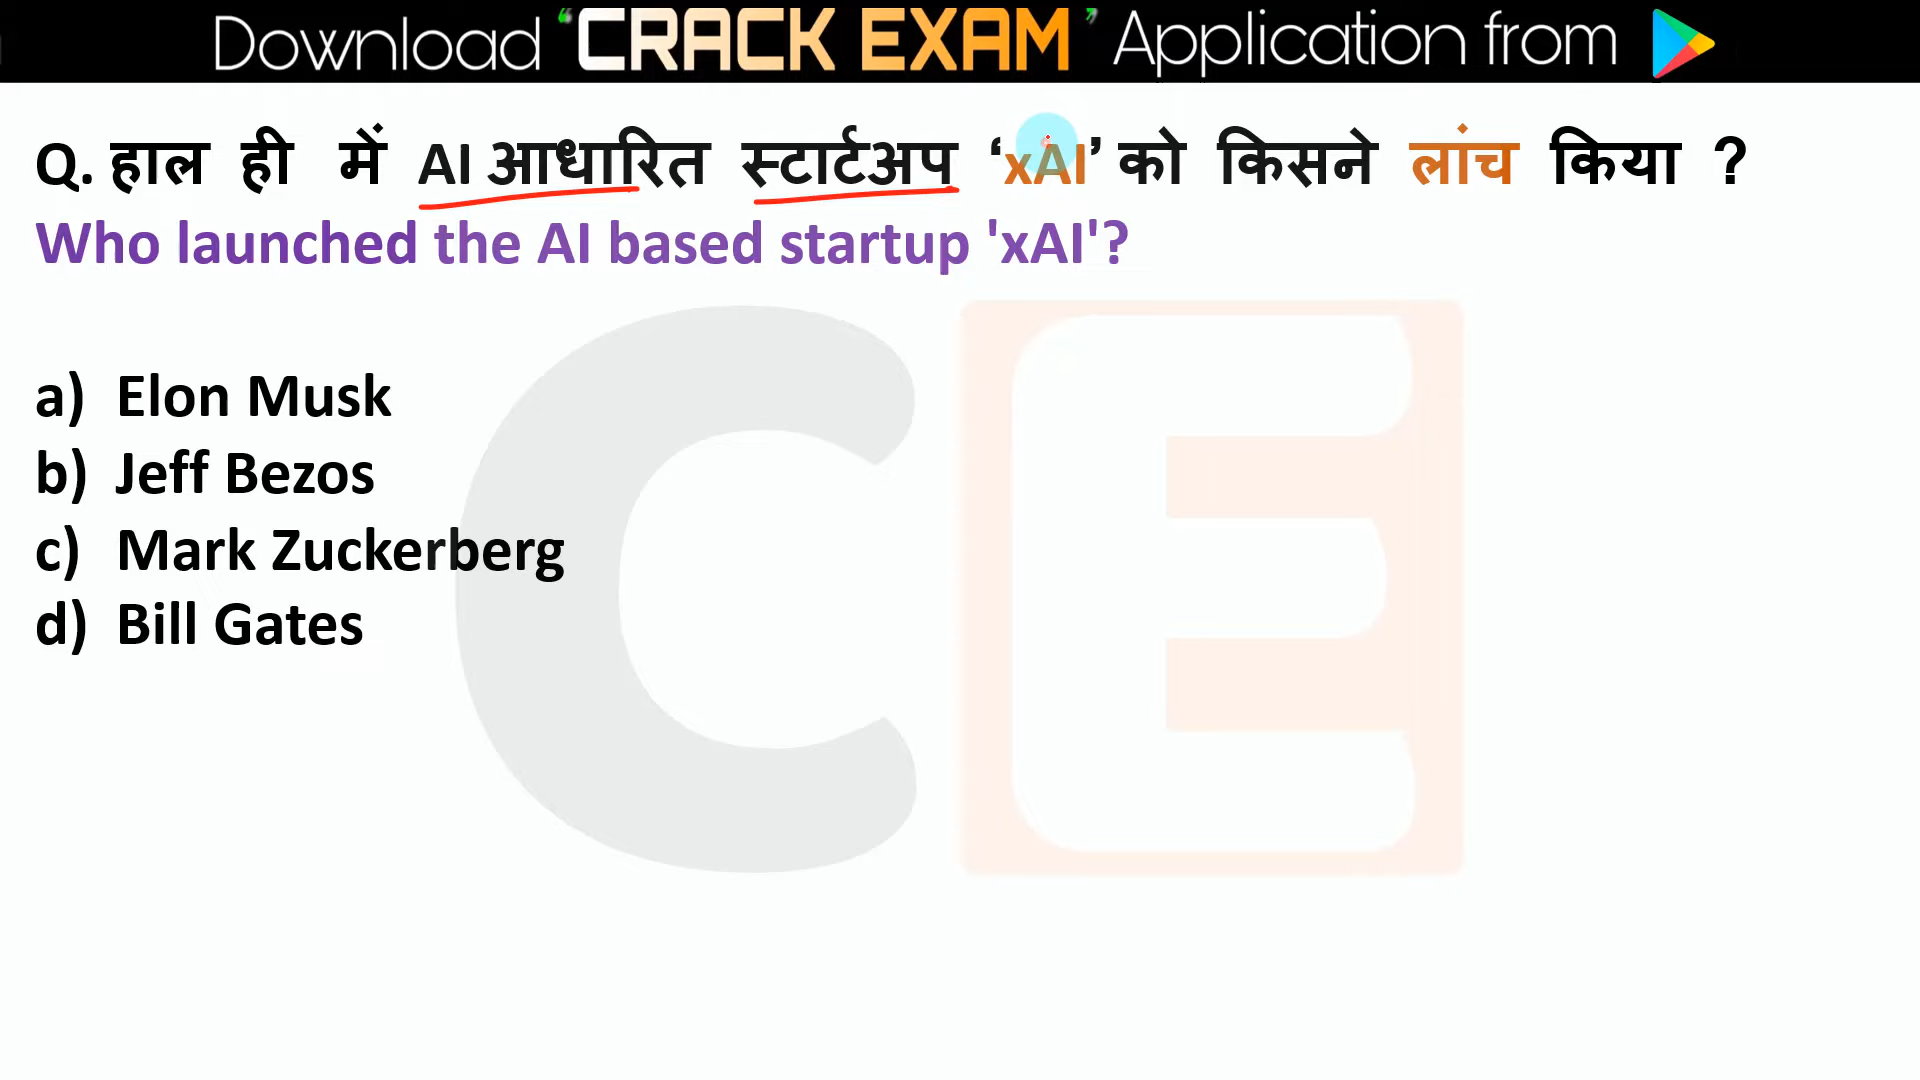 Download ‘CRACK EXAM’ Application from
Q. हाल ही में AI आधारित स्टार्टअप ‘xAI’ को किसने लांच किया ?
Who launched the AI based startup 'xAI'?
a) Elon Musk
b) Jeff Bezos
c) Mark Zuckerberg
d) Bill Gates
CE